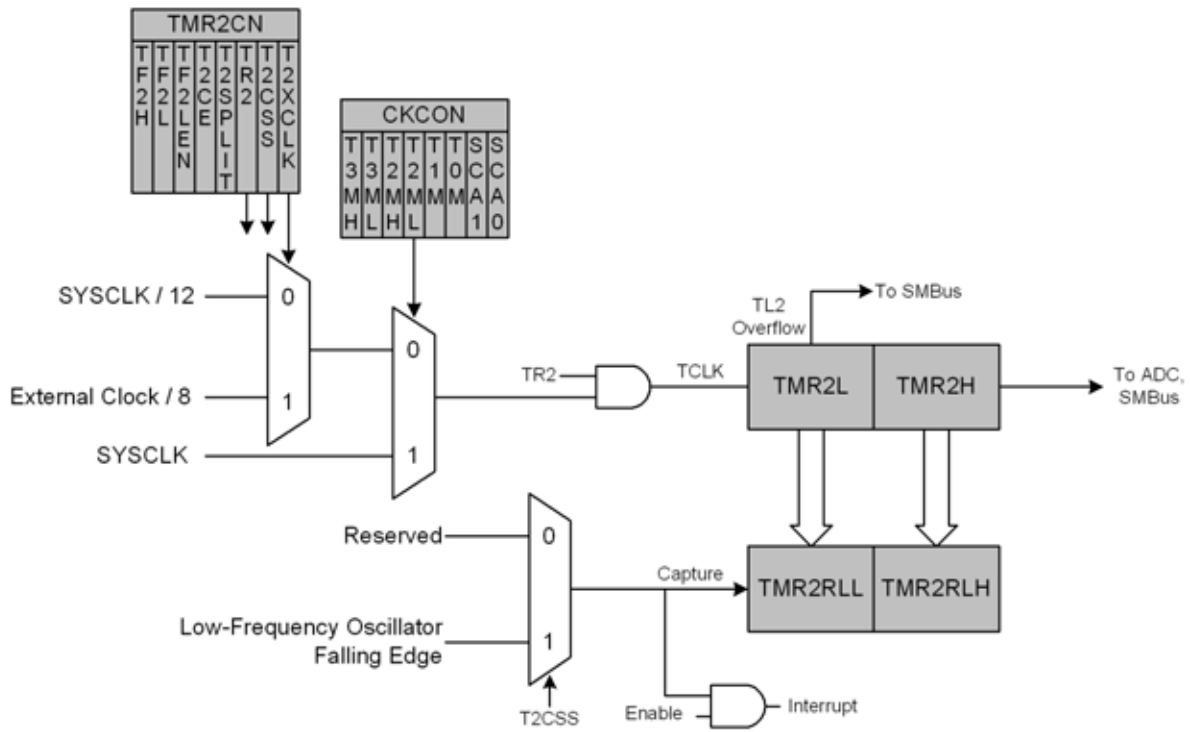 TMR2CN
TF2H
TF2L
TF2LEN
T2CE
T2SPLIT
TR2
T2CSS
T2XCLK
CKCON
T3MH
T3ML
T2MH
T2ML
T1M
T0M
SCA1
SCA0
SYSCLK / 12
0
External Clock / 8
1
SYSCLK
0
1
TR2
TCLK
TL2
Overflow
To SMBus
TMR2L
TMR2H
To ADC,
SMBus
Reserved
0
Low-Frequency Oscillator
Falling Edge
1
T2CSS
Capture
TMR2RLL
TMR2RLH
Enable
Interrupt